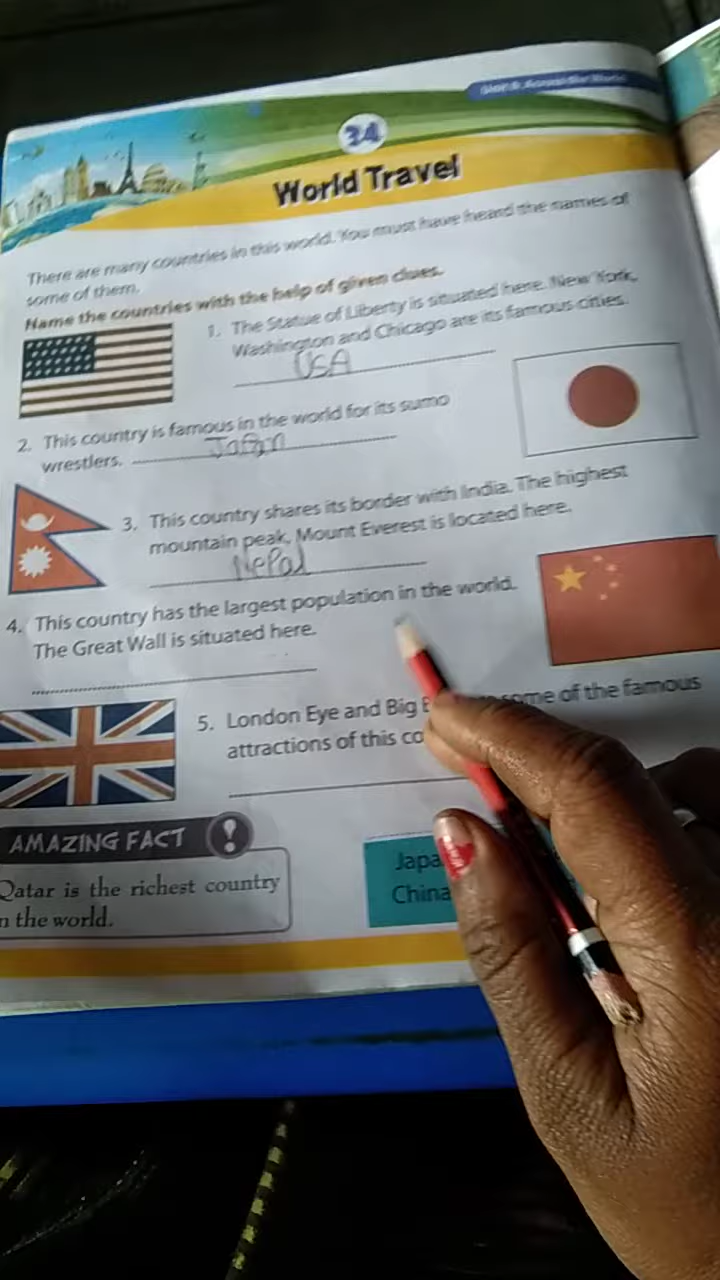 Unit 6: Across the World
34
World Travel
There are many countries in this world. You must have heard the names of
some of them.
Name the countries with the help of given clues.
1. The Statue of Liberty is situated here. New York,
Washington and Chicago are its famous cities.
USA
2. This country is famous in the world for its sumo
wrestlers. Japan
3. This country shares its border with India. The highest
mountain peak, Mount Everest is located here.
Nepal
4. This country has the largest population in the world.
The Great Wall is situated here.
5. London Eye and Big some of the famous
attractions of this
AMAZING FACT !
Qatar is the richest country
the world.
China